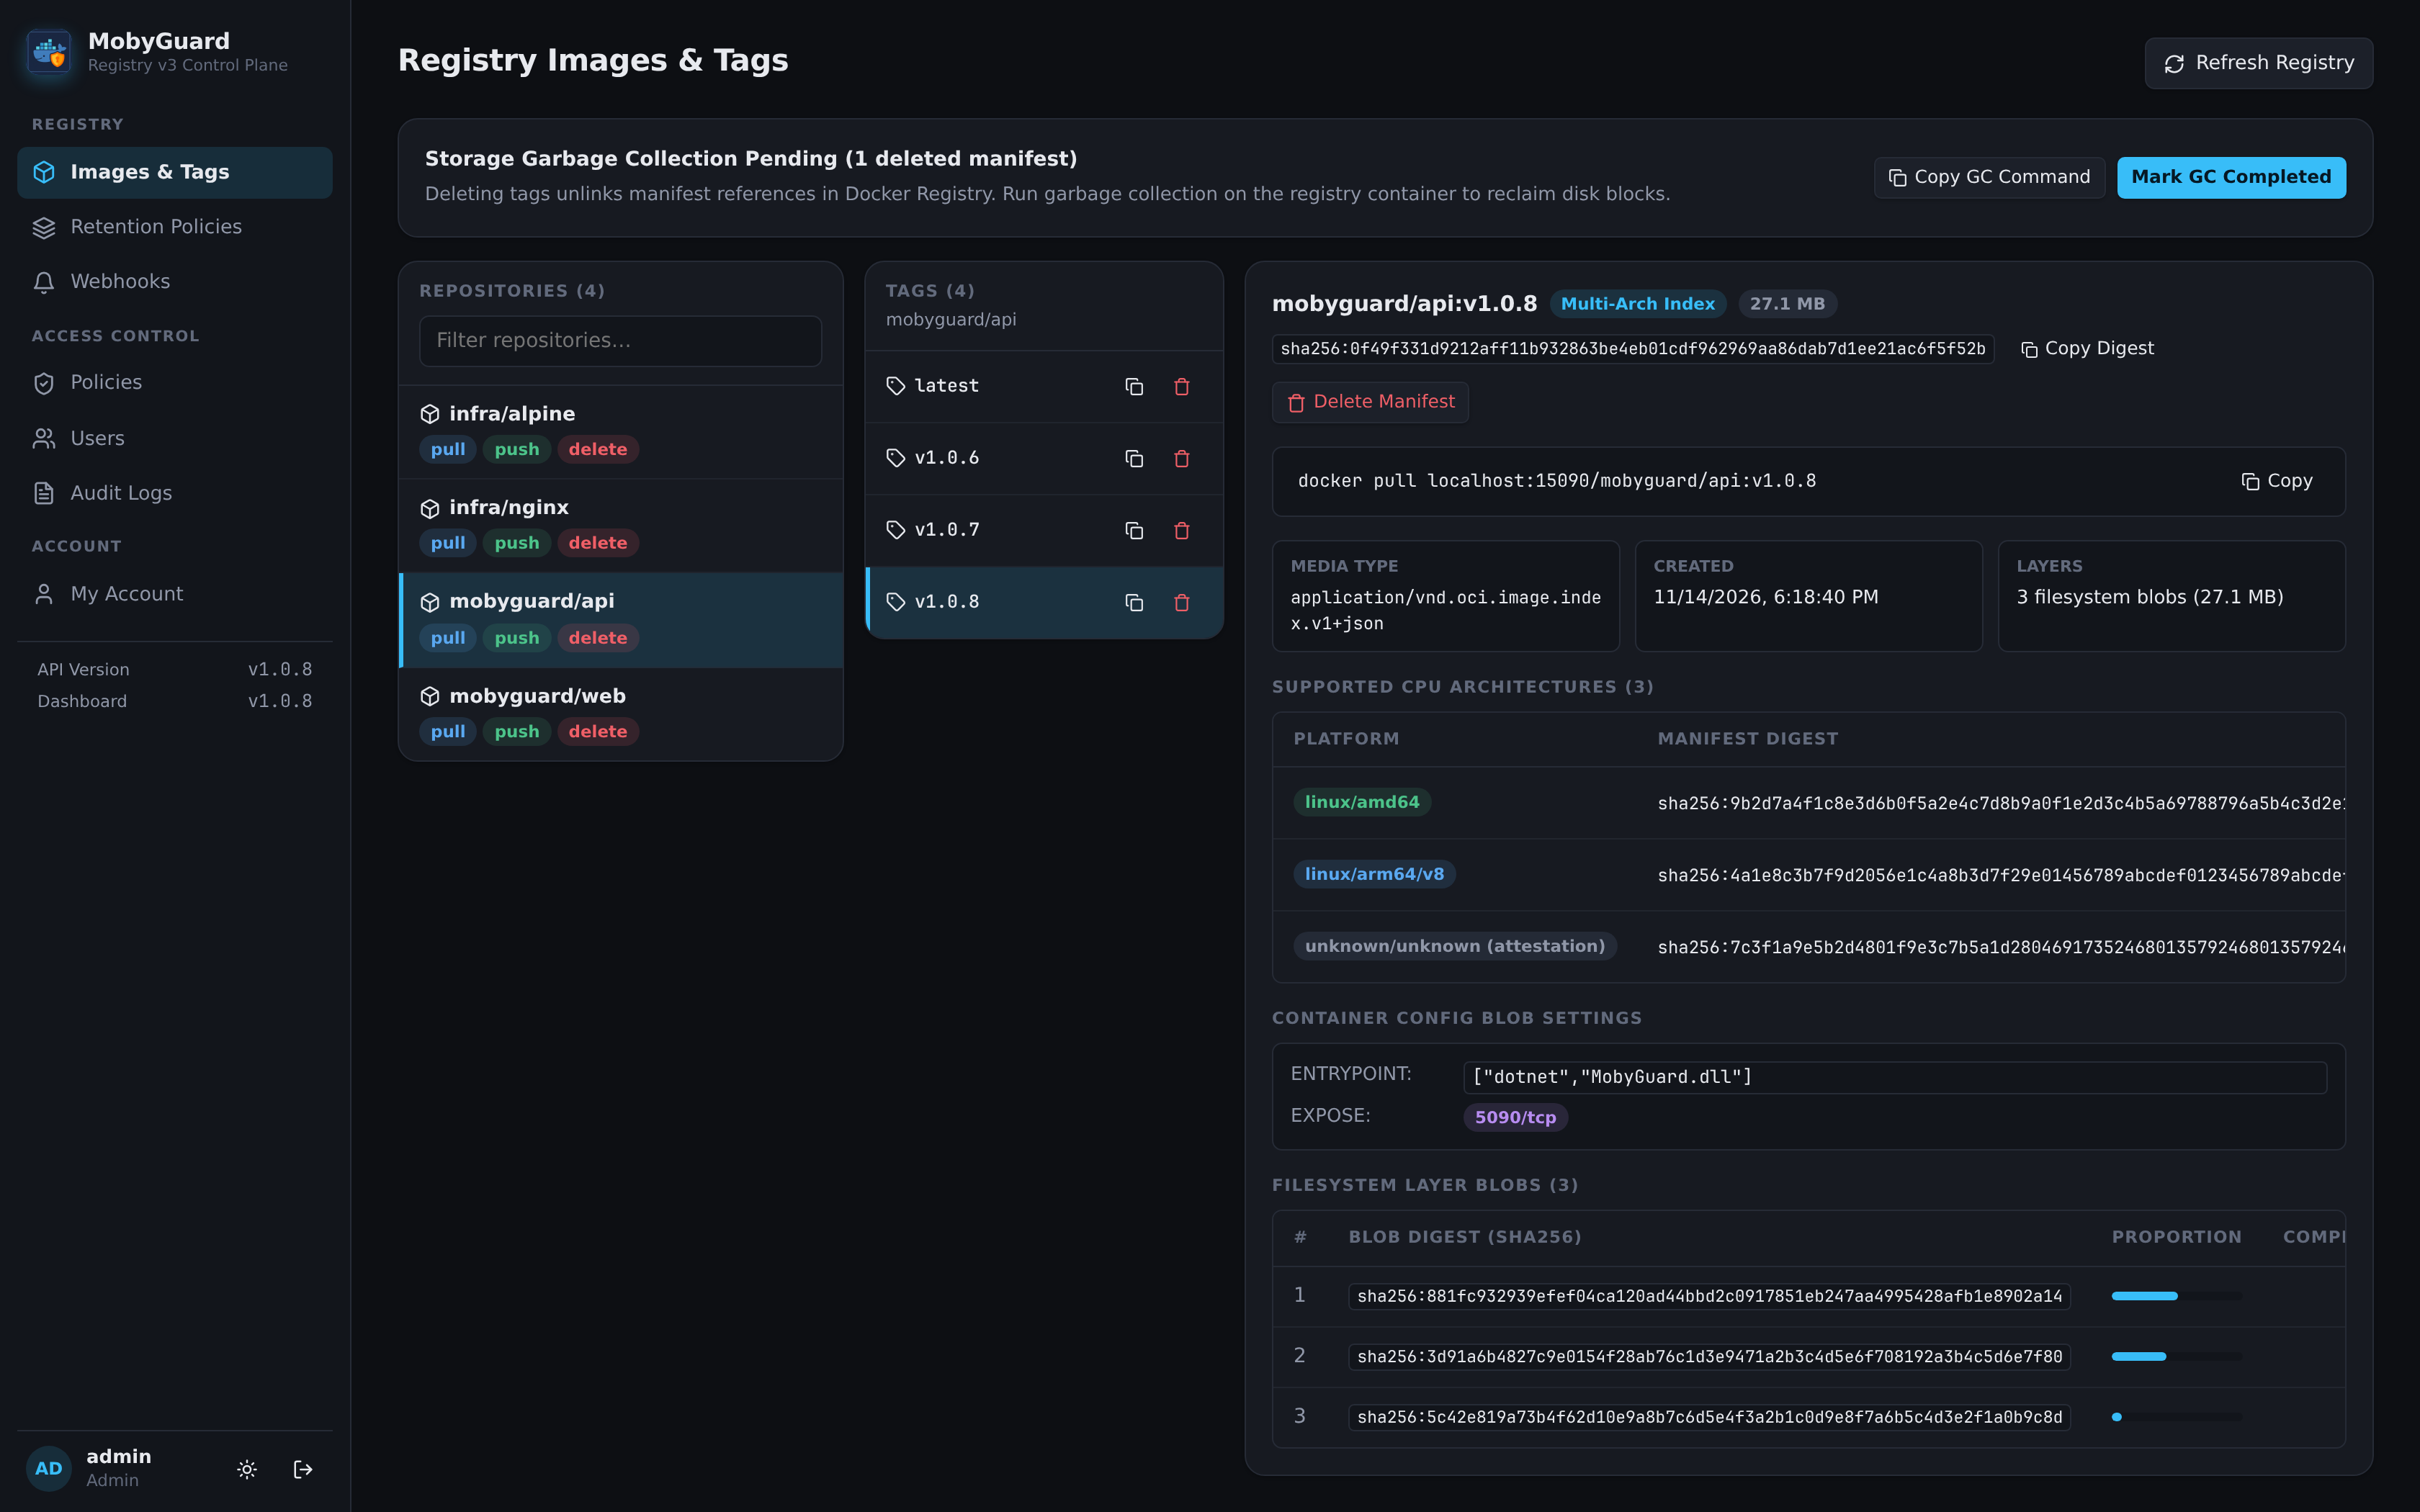 MobyGuard
Registry v3 Control Plane
REGISTRY
Images & Tags
Retention Policies
Webhooks
ACCESS CONTROL
Policies
Users
Audit Logs
ACCOUNT
My Account
API Version v1.0.8
Dashboard v1.0.8
AD
admin
Admin
Registry Images & Tags
Refresh Registry
Storage Garbage Collection Pending (1 deleted manifest)
Deleting tags unlinks manifest references in Docker Registry. Run garbage collection on the registry container to reclaim disk blocks.
Copy GC Command
Mark GC Completed
REPOSITORIES (4)
Filter repositories...
infra/alpine
pull push delete
infra/nginx
pull push delete
mobyguard/api
pull push delete
mobyguard/web
pull push delete
TAGS (4)
mobyguard/api
latest
v1.0.6
v1.0.7
v1.0.8
mobyguard/api:v1.0.8 Multi-Arch Index 27.1 MB
sha256:0f49f331d9212aff11b932863be4eb01cdf962969aa86dab7d1ee21ac6f5f52b Copy Digest
Delete Manifest
docker pull localhost:15090/mobyguard/api:v1.0.8 Copy
MEDIA TYPE
application/vnd.oci.image.inde
x.v1+json
CREATED
11/14/2026, 6:18:40 PM
LAYERS
3 filesystem blobs (27.1 MB)
SUPPORTED CPU ARCHITECTURES (3)
PLATFORM MANIFEST DIGEST
linux/amd64 sha256:9b2d7a4f1c8e3d6b0f5a2e4c7d8b9a0f1e2d3c4b5a69788796a5b4c3d2e
linux/arm64/v8 sha256:4a1e8c3b7f9d2056e1c4a8b3d7f29e01456789abcdef0123456789abcde
unknown/unknown (attestation) sha256:7c3f1a9e5b2d4801f9e3c7b5a1d28046917352468013579246801357924
CONTAINER CONFIG BLOB SETTINGS
ENTRYPOINT: ["dotnet","MobyGuard.dll"]
EXPOSE: 5090/tcp
FILESYSTEM LAYER BLOBS (3)
# BLOB DIGEST (SHA256) PROPORTION
1 sha256:881fc932939efef04ca120ad44bbd2c0917851eb247aa4995428afb1e8902a14
2 sha256:3d91a6b4827c9e0154f28ab76c1d3e9471a2b3c4d5e6f708192a3b4c5d6e7f80
3 sha256:5c42e819a73b4f62d10e9a8b7c6d5e4f3a2b1c0d9e8f7a6b5c4d3e2f1a0b9c8d